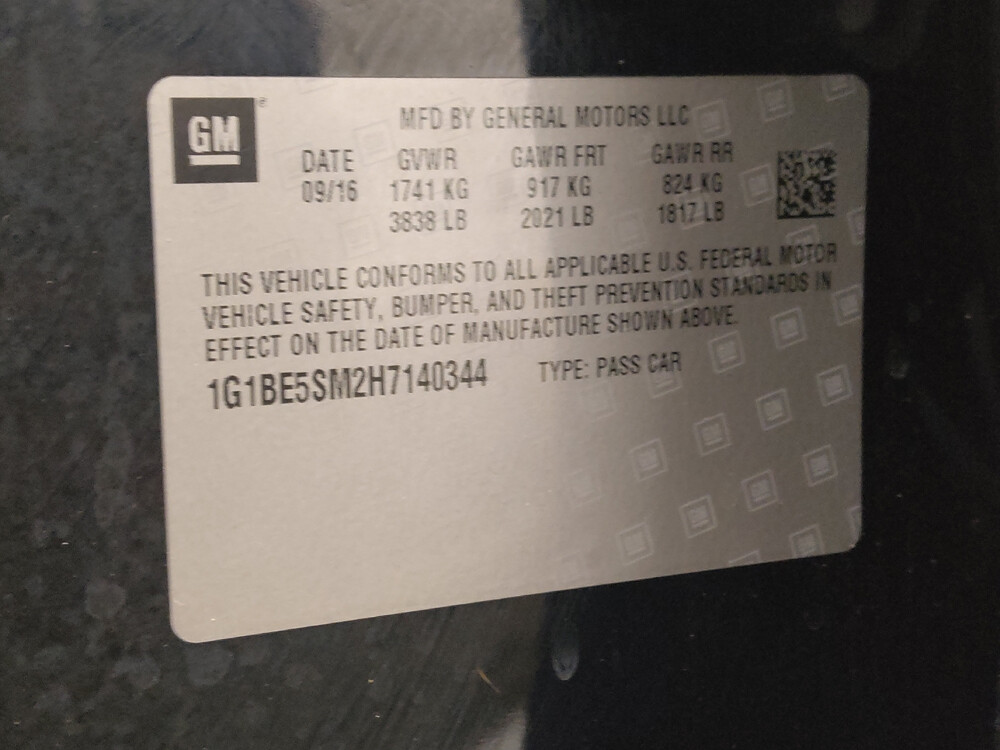 GM ®
MFD BY GENERAL MOTORS LLC
DATE GVWR GAWR FRT GAWR RR
09/16 1741 KG 917 KG 824 KG
3838 LB 2021 LB 1817 LB
THIS VEHICLE CONFORMS TO ALL APPLICABLE U.S. FEDERAL MOTOR
VEHICLE SAFETY, BUMPER, AND THEFT PREVENTION STANDARDS IN
EFFECT ON THE DATE OF MANUFACTURE SHOWN ABOVE.
1G1BE5SM2H7140344 TYPE: PASS CAR